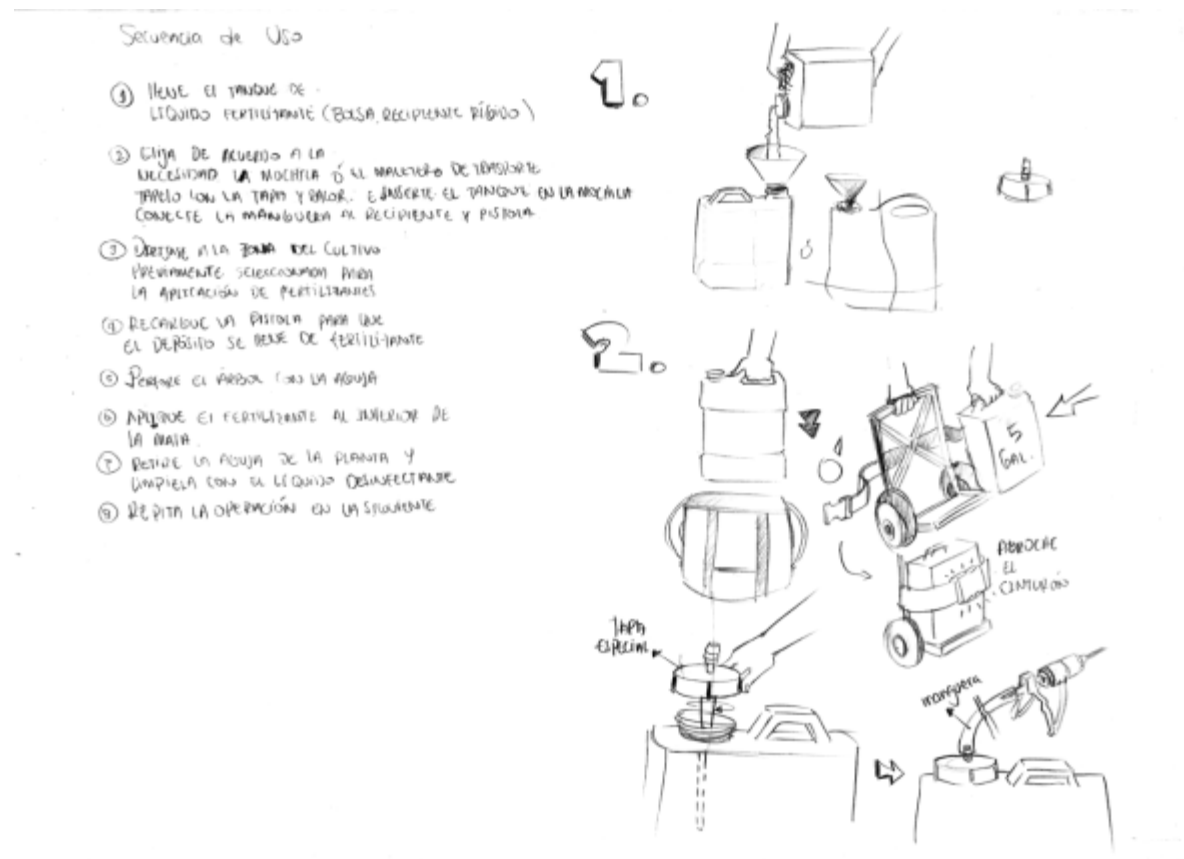 Secuencia de Uso
① llene el tanque de
líquido fertilizante (bolsa, recipiente rígido)
② Elija de acuerdo a la
necesidad la mochila ó el maletero de trasporte
tapelo con la tapa y inserte el tanque en la mochila
conecte la manguera al recipiente y pistola
③ a la zona del cultivo
previamente seleccionada para
la aplicación de fertilizantes
④ Recargue la pistola para que
el depósito se llene de fertilizante
⑤ Perfore el árbol con la aguja
⑥ Aplique el fertilizante al interior de
la mata
⑦ Retire la aguja de la planta y
limpiela con el líquido desinfectante
⑧ Repita la operación en la siguiente
1.
ó
2.
ó
5
GAL.
Abroche
el
cinturón
Tapa
especial
manguera